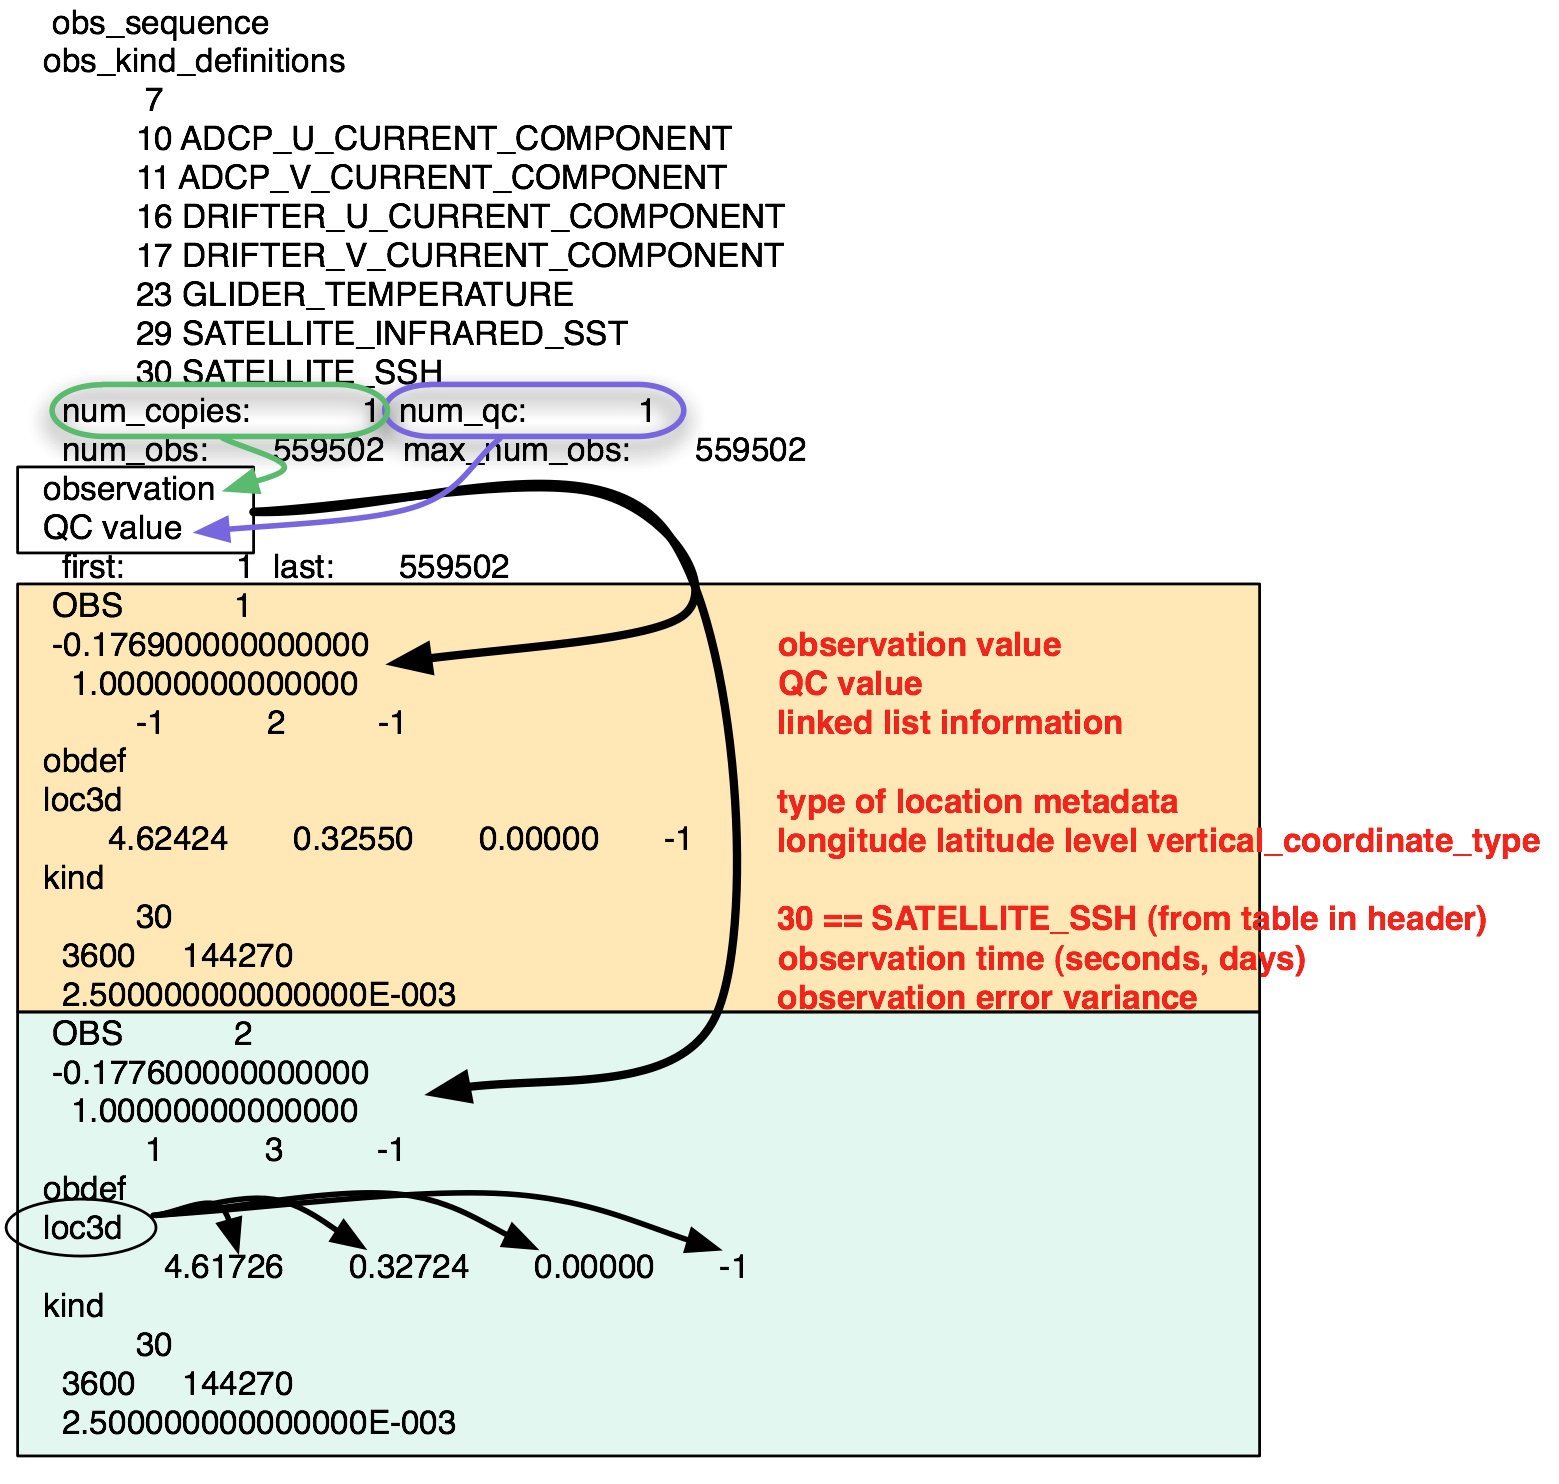 obs_sequence
obs_kind_definitions
7
10 ADCP_U_CURRENT_COMPONENT
11 ADCP_V_CURRENT_COMPONENT
16 DRIFTER_U_CURRENT_COMPONENT
17 DRIFTER_V_CURRENT_COMPONENT
23 GLIDER_TEMPERATURE
29 SATELLITE_INFRARED_SST
30 SATELLITE_SSH
num_copies: 1 num_qc: 1
num_obs: 559502 max_num_obs: 559502
observation
QC value
first: 1 last: 559502
OBS 1
-0.176900000000000 observation value
1.00000000000000 QC value
-1 2 -1 linked list information
obdef
loc3d type of location metadata
4.62424 0.32550 0.00000 -1 longitude latitude level vertical_coordinate_type
kind
30 30 == SATELLITE_SSH (from table in header)
3600 144270 observation time (seconds, days)
2.500000000000000E-003 observation error variance
OBS 2
-0.177600000000000
1.00000000000000
1 3 -1
obdef
loc3d
4.61726 0.32724 0.00000 -1
kind
30
3600 144270
2.500000000000000E-003